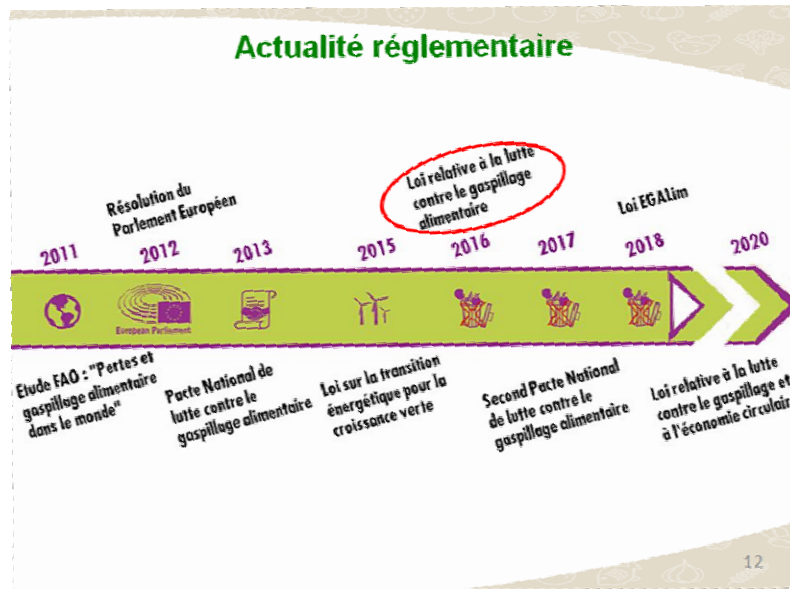 Actualité réglementaire
Résolution du
Parlement Européen
Loi relative à la lutte
contre le gaspillage
alimentaire
Loi EGALim
2011
2012
2013
2015
2016
2017
2018
2020
European Parliament
Etude FAO : "Pertes et
gaspillage alimentaire
dans le monde"
Pacte National de
lutte contre le
gaspillage alimentaire
Loi sur la transition
énergétique pour la
croissance verte
Second Pacte National
de lutte contre le
gaspillage alimentaire
Loi relative à la lutte
contre le gaspillage et
à l'économie circulair
12